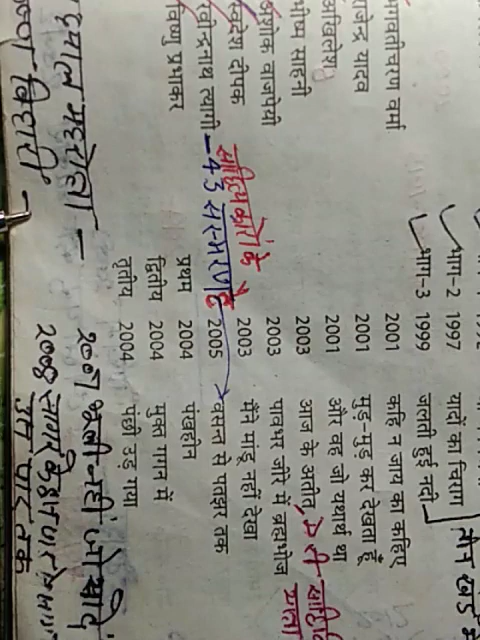 भाग-2 1997 यादों का चिराग
भाग-3 1999 जलती हुई नदी
तीन खंड
भगवतीचरण वर्मा 2001 कहि न जाय का कहिए
राजेन्द्र यादव 2001 मुड़-मुड़ कर देखता हूँ
अखिलेश 2001 और वह जो यथार्थ था
भीष्म साहनी 2003 आज के अतीत
अशोक वाजपेयी 2003 पावभर जीरे में ब्रह्मभोज
स्वदेश दीपक 2003 मैंने मांडू नहीं देखा
साहित्यकारों के
रवीन्द्रनाथ त्यागी – 43 संस्मरण है 2005 वसन्त से पतझर तक
विष्णु प्रभाकर प्रथम 2004 पंखहीन
द्वितीय 2004 मुक्त गगन में
तृतीय 2004 पंछी उड़ गया
मेहरोत्रा – 2007 भूली नहीं जो यादें
बिहारी – 2008 सागर के इस पार से
उस पार तक